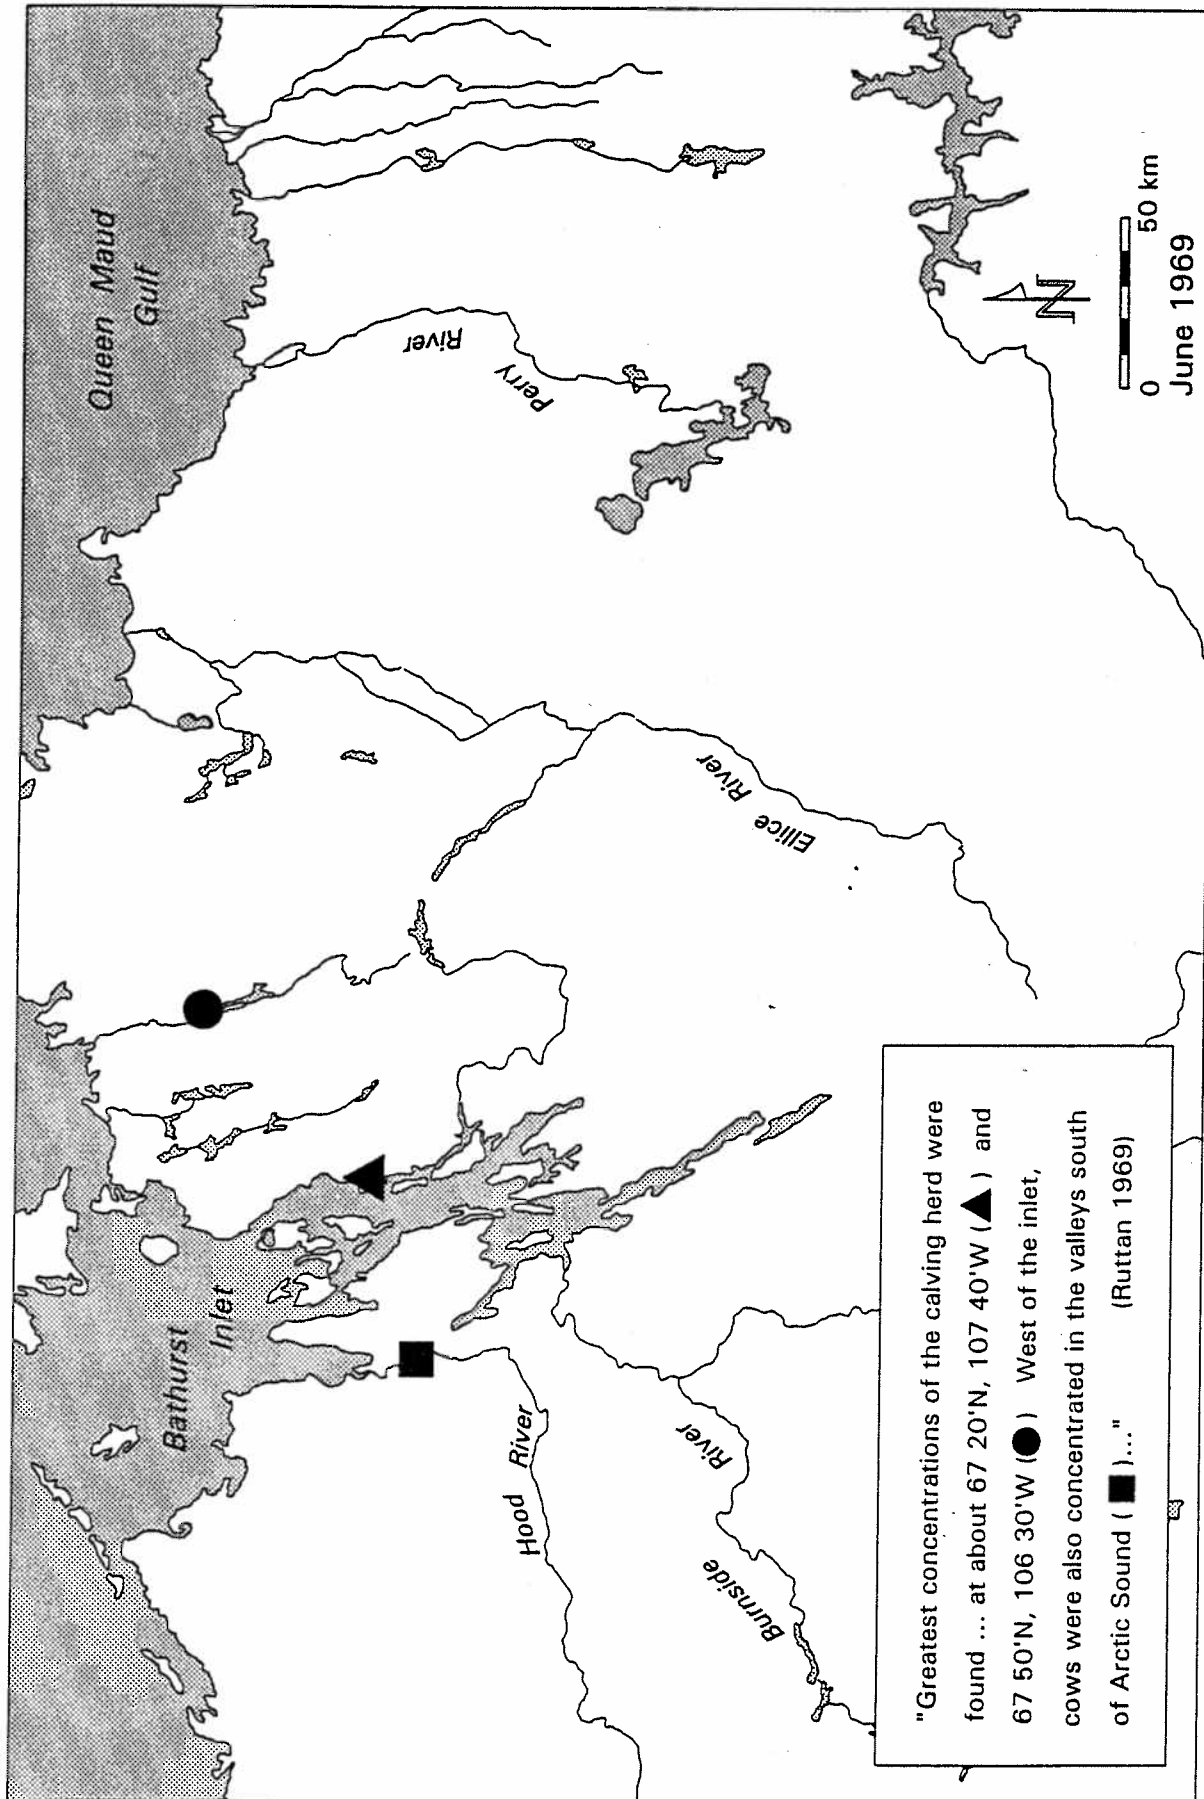 Queen Maud
Gulf
Bathurst
Inlet
Perry
River
Ellice River
Hood River
Burnside
River
N
0 50 km
June 1969
"Greatest concentrations of the calving herd were
found ... at about 67 20'N, 107 40'W (▲) and
67 50'N, 106 30'W (●) West of the inlet,
cows were also concentrated in the valleys south
of Arctic Sound ( ■ )..." (Ruttan 1969)